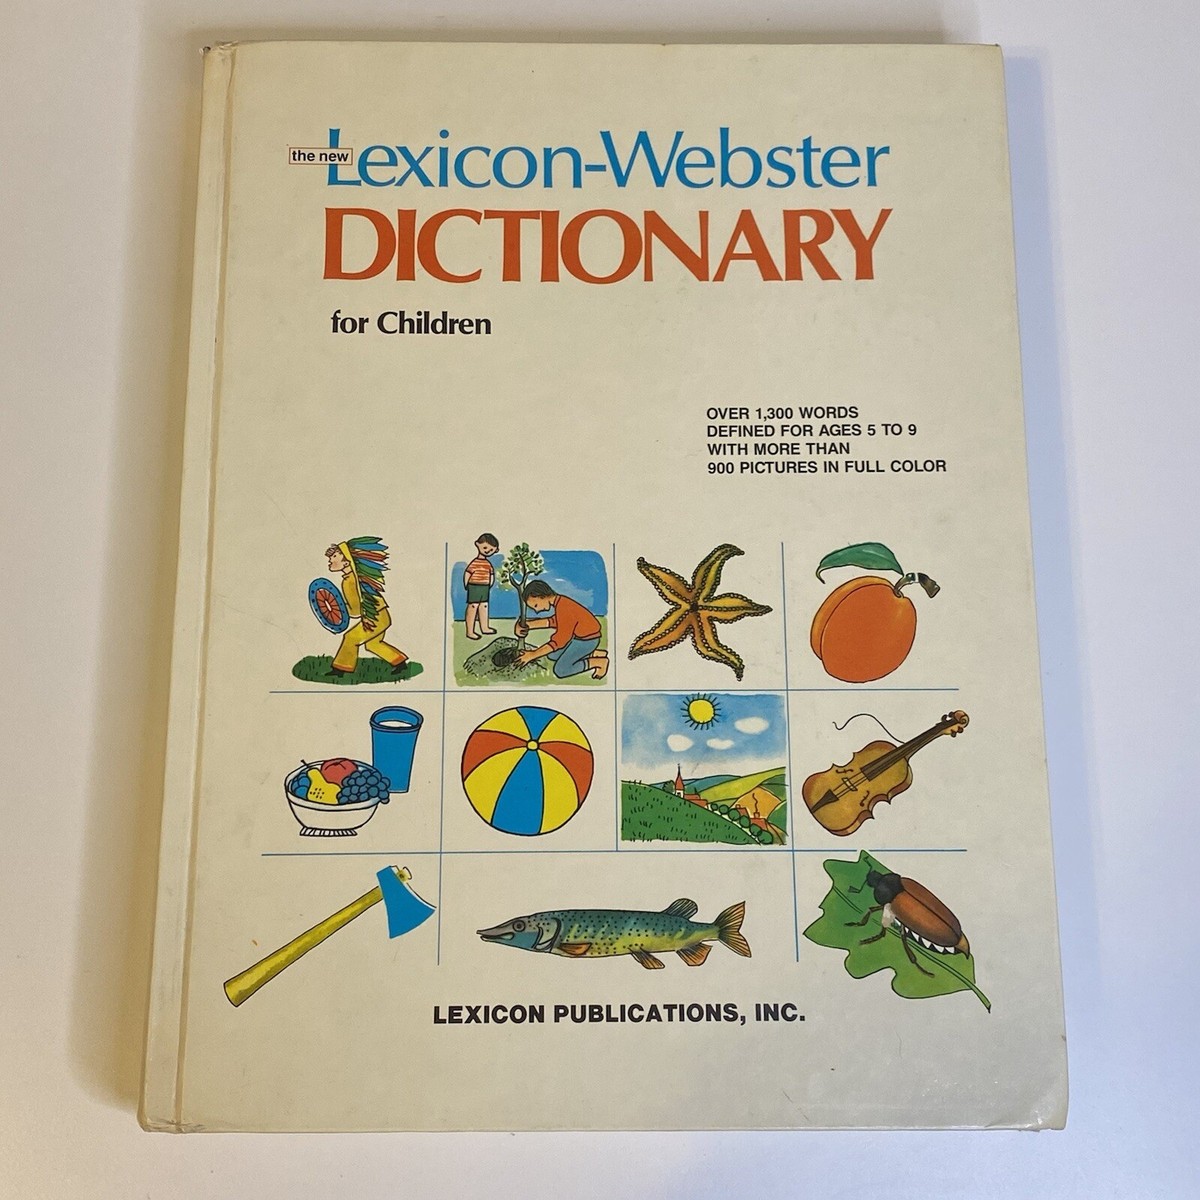 the new Lexicon-Webster
DICTIONARY
for Children
OVER 1,300 WORDS
DEFINED FOR AGES 5 TO 9
WITH MORE THAN
900 PICTURES IN FULL COLOR
LEXICON PUBLICATIONS, INC.